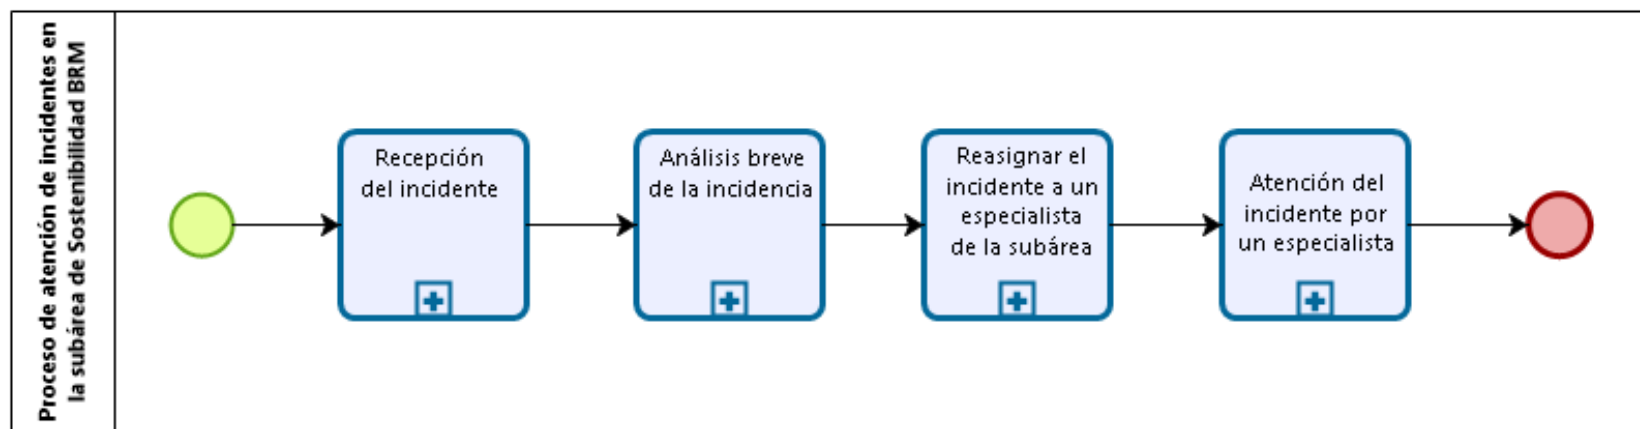 Proceso de atención de incidentes en
la subárea de Sostenibilidad BRM
Recepción
del incidente
Análisis breve
de la incidencia
Reasignar el
incidente a un
especialista
de la subárea
Atención del
incidente por
un especialista